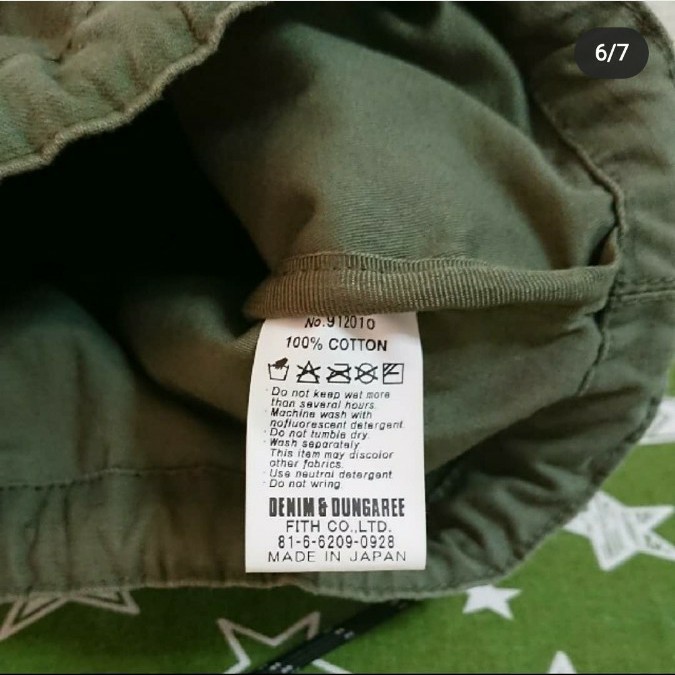 6/7
No.912010
100% COTTON
Do not keep wet more
than several hours.
Machine wash with
nofluorescent detergent.
Do not tumble dry.
Wash separately.
This item may discolor
other fabrics.
Use neutral detergent.
Do not wring.
DENIM & DUNGAREE
FITH CO.,LTD.
81-6-6209-0928
MADE IN JAPAN